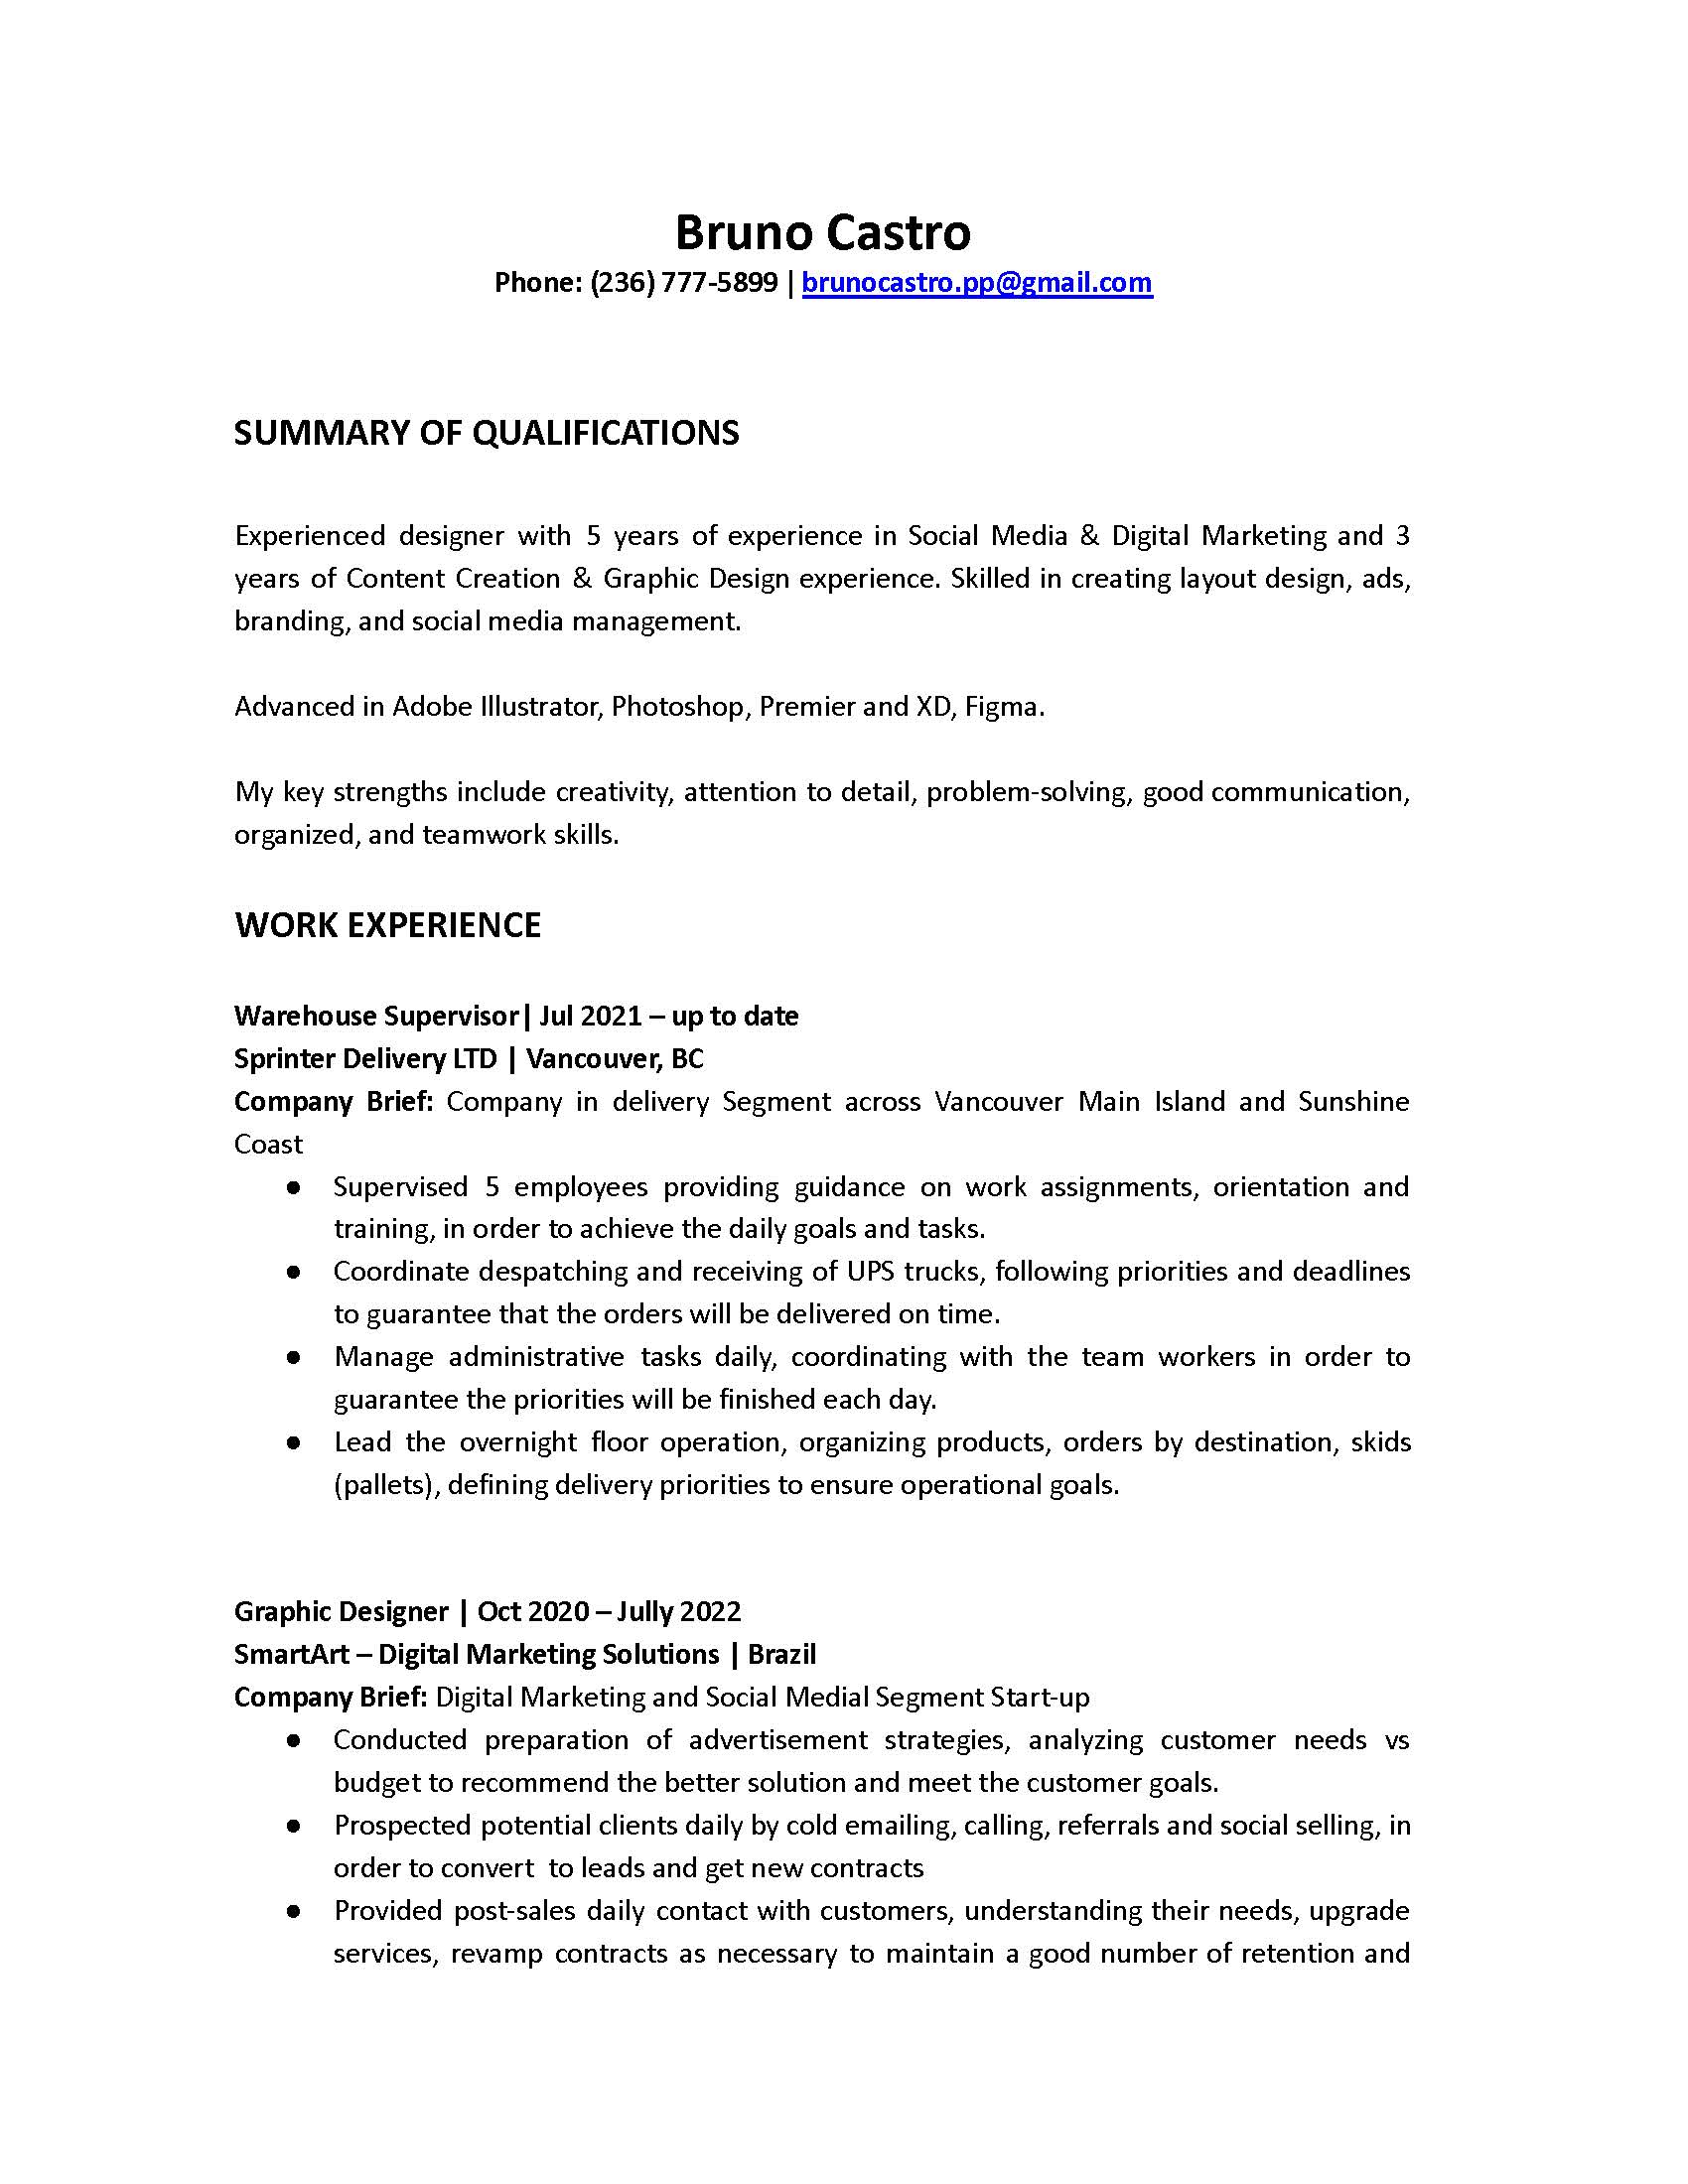 Bruno Castro
Phone: (236) 777-5899 | brunocastro.pp@gmail.com
SUMMARY OF QUALIFICATIONS
Experienced designer with 5 years of experience in Social Media & Digital Marketing and 3
years of Content Creation & Graphic Design experience. Skilled in creating layout design, ads,
branding, and social media management.
Advanced in Adobe Illustrator, Photoshop, Premier and XD, Figma.
My key strengths include creativity, attention to detail, problem-solving, good communication,
organized, and teamwork skills.
WORK EXPERIENCE
Warehouse Supervisor| Jul 2021 – up to date
Sprinter Delivery LTD | Vancouver, BC
Company Brief: Company in delivery Segment across Vancouver Main Island and Sunshine
Coast
● Supervised 5 employees providing guidance on work assignments, orientation and
training, in order to achieve the daily goals and tasks.
● Coordinate despatching and receiving of UPS trucks, following priorities and deadlines
to guarantee that the orders will be delivered on time.
● Manage administrative tasks daily, coordinating with the team workers in order to
guarantee the priorities will be finished each day.
● Lead the overnight floor operation, organizing products, orders by destination, skids
(pallets), defining delivery priorities to ensure operational goals.
Graphic Designer | Oct 2020 – Jully 2022
SmartArt – Digital Marketing Solutions | Brazil
Company Brief: Digital Marketing and Social Medial Segment Start-up
● Conducted preparation of advertisement strategies, analyzing customer needs vs
budget to recommend the better solution and meet the customer goals.
● Prospected potential clients daily by cold emailing, calling, referrals and social selling, in
order to convert  to leads and get new contracts
● Provided post-sales daily contact with customers, understanding their needs, upgrade
services, revamp contracts as necessary to maintain a good number of retention and